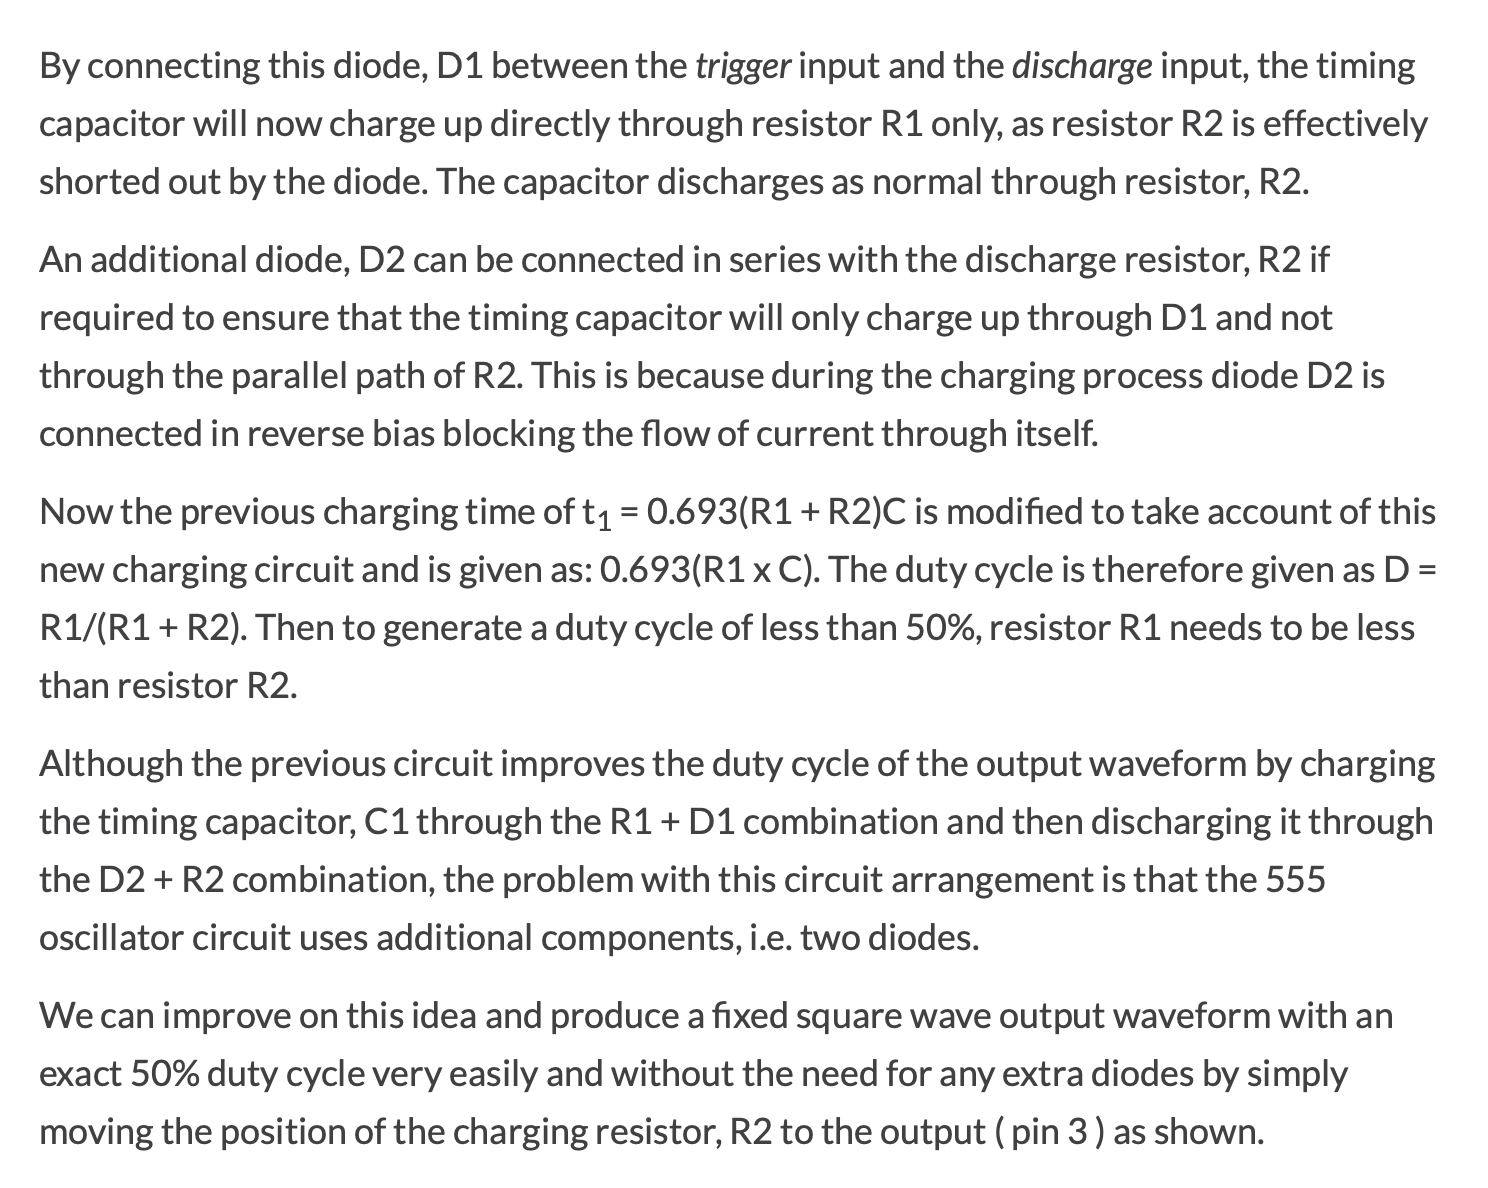 By connecting this diode, D1 between the trigger input and the discharge input, the timing
capacitor will now charge up directly through resistor R1 only, as resistor R2 is effectively
shorted out by the diode. The capacitor discharges as normal through resistor, R2.
An additional diode, D2 can be connected in series with the discharge resistor, R2 if
required to ensure that the timing capacitor will only charge up through D1 and not
through the parallel path of R2. This is because during the charging process diode D2 is
connected in reverse bias blocking the flow of current through itself.
Now the previous charging time of t₁ = 0.693(R1 + R2)C is modified to take account of this
new charging circuit and is given as: 0.693(R1 x C). The duty cycle is therefore given as D =
R1/(R1 + R2). Then to generate a duty cycle of less than 50%, resistor R1 needs to be less
than resistor R2.
Although the previous circuit improves the duty cycle of the output waveform by charging
the timing capacitor, C1 through the R1 + D1 combination and then discharging it through
the D2 + R2 combination, the problem with this circuit arrangement is that the 555
oscillator circuit uses additional components, i.e. two diodes.
We can improve on this idea and produce a fixed square wave output waveform with an
exact 50% duty cycle very easily and without the need for any extra diodes by simply
moving the position of the charging resistor, R2 to the output ( pin 3 ) as shown.